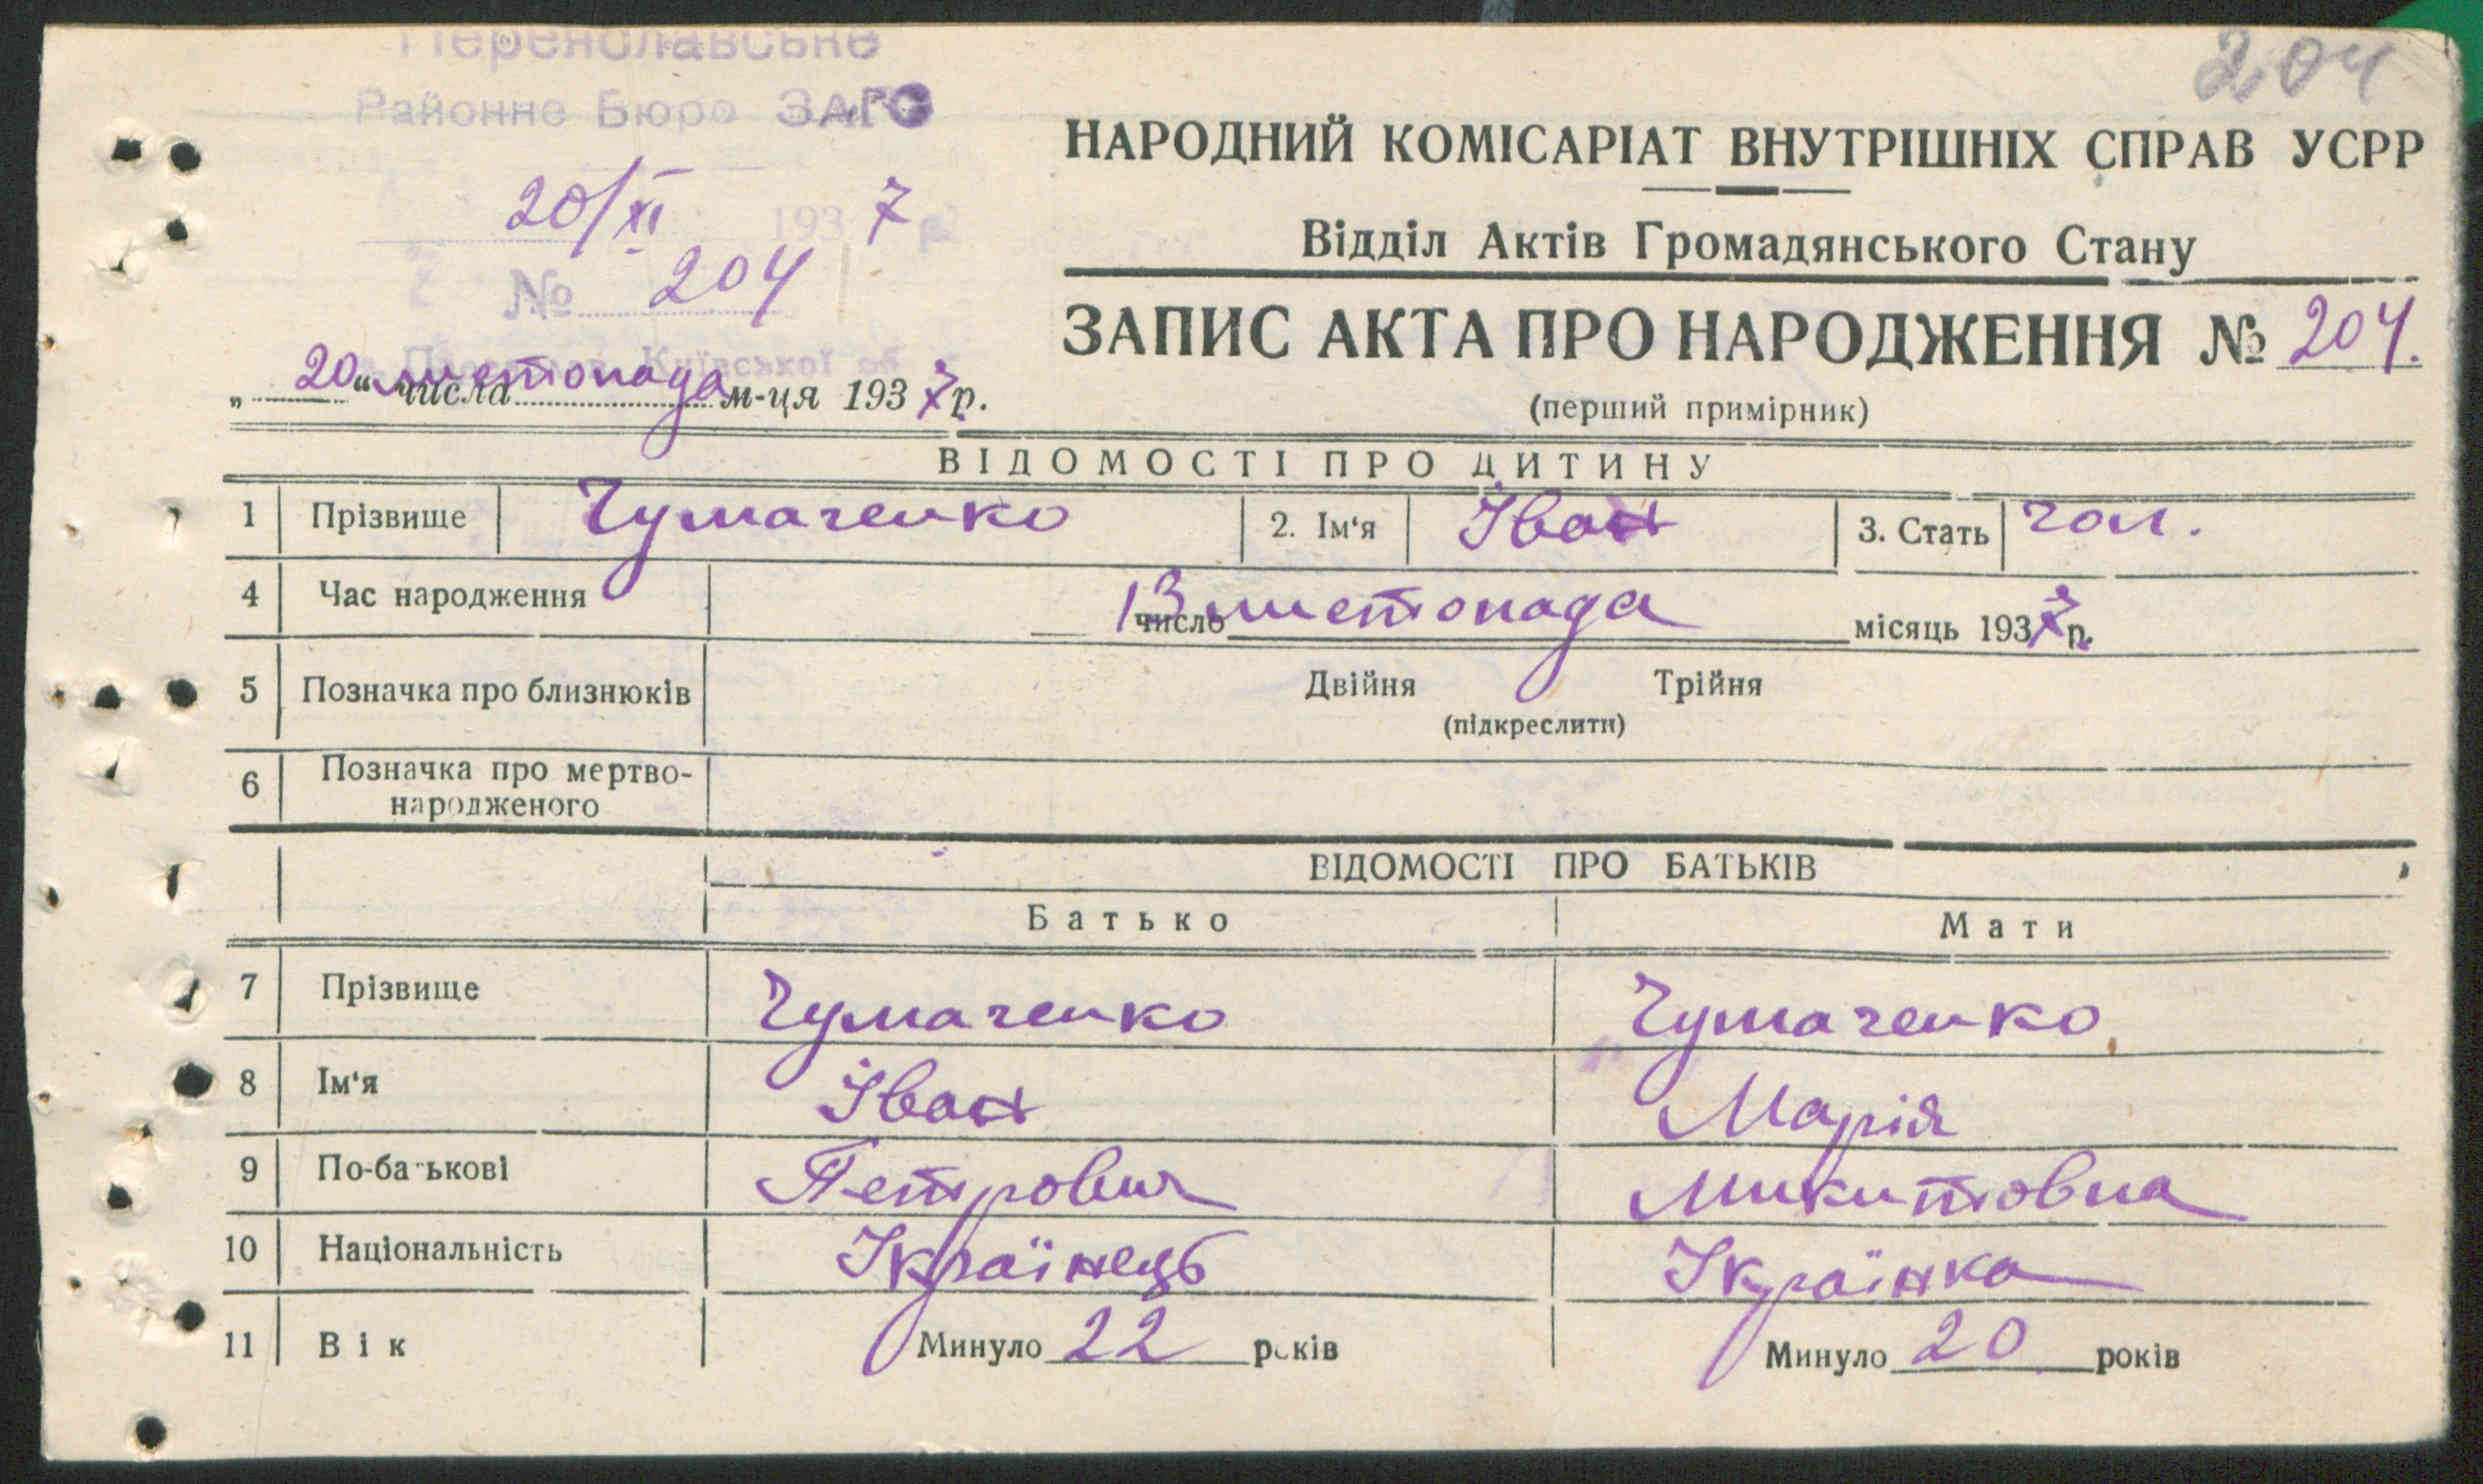 204
Переяславське
Районне Бюро ЗАГС
20/XI 1937 р
№ 204
Київської об
НАРОДНИЙ КОМІСАРІАТ ВНУТРІШНІХ СПРАВ УСРР
Відділ Актів Громадянського Стану
ЗАПИС АКТА ПРО НАРОДЖЕННЯ № 204.
(перший примірник)
„20“ числа листопада м-ця 1937 р.
ВІДОМОСТІ ПРО ДИТИНУ
1 Прізвище Чумаченко 2. Ім'я Іван 3. Стать чол.
4 Час народження 13 число листопада місяць 1937 р.
5 Позначка про близнюків Двійня Трійня
(підкреслити)
6 Позначка про мертво-
народженого
ВІДОМОСТІ ПРО БАТЬКІВ
Батько Мати
7 Прізвище Чумаченко Чумаченко
8 Ім'я Іван Марія
9 По-батькові Петрович Микитовна
10 Національність Українець Українка
11 Вік Минуло 22 років Минуло 20 років